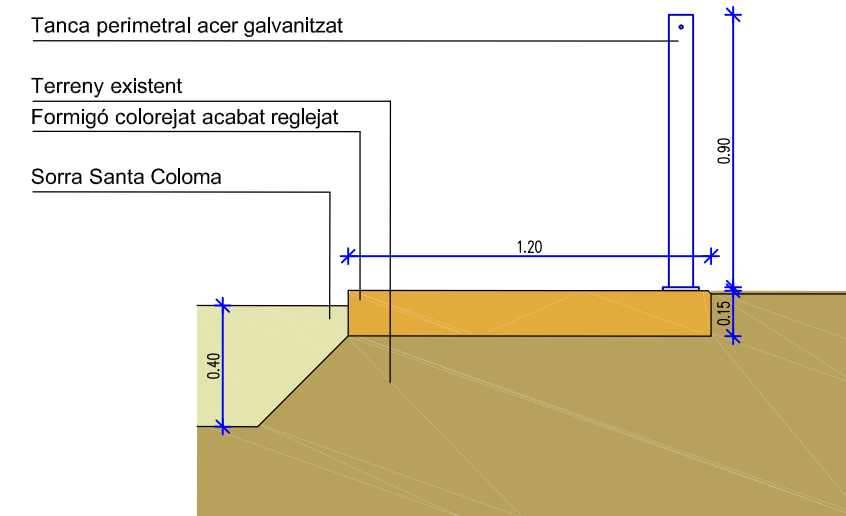 Tanca perimetral acer galvanitzat
Terreny existent
Formigó colorejat acabat reglejat
Sorra Santa Coloma
0.90
1.20
0.15
0.40